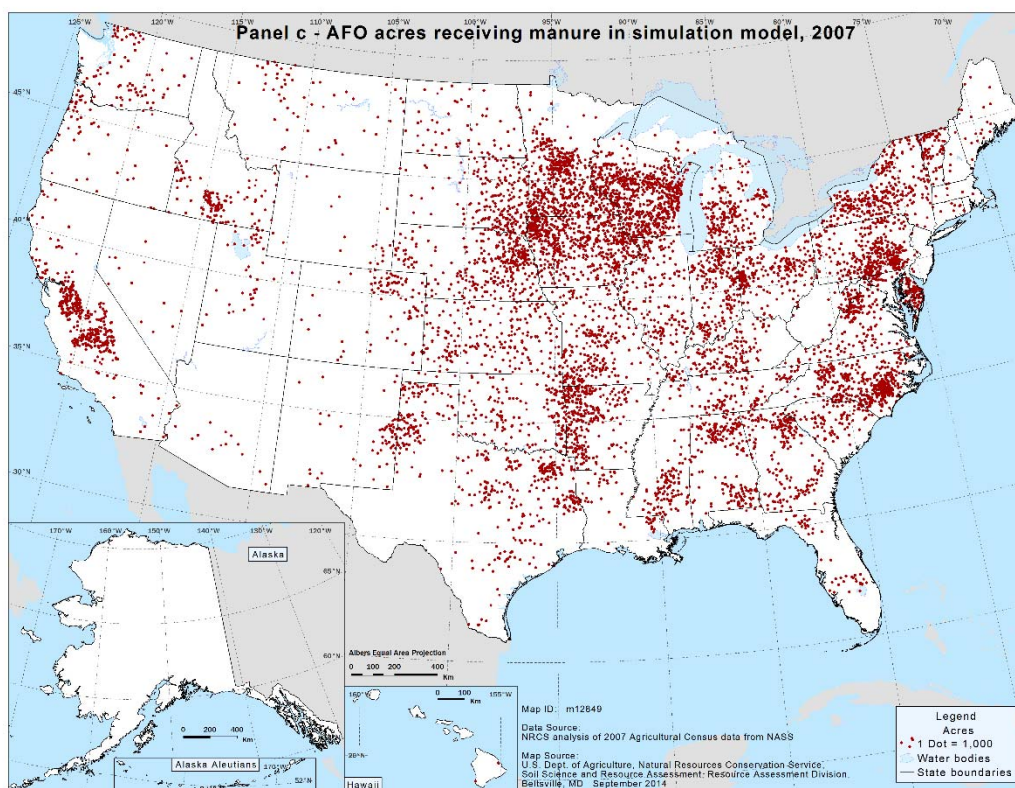 125°W
120°W
115°W
110°W
105°W
100°W
95°W
90°W
85°W
80°W
75°W
70°W
Panel c - AFO acres receiving manure in simulation model, 2007
45°N
40°N
35°N
30°N
170°W
160°W
150°W
140°W
130°W
120°W
Alaska
65°N
60°N
Albers Equal Area Projection
0 100 200 400
Km
0 200 400
Km
Alaska Aleutians
170°W
52°N
160°W
0 100
Km
155°W
Hawaii
Map ID: m12849
Data Source:
NRCS analysis of 2007 Agricultural Census data from NASS
Map Source:
U.S. Dept. of Agriculture, Natural Resources Conservation Service,
Soil Science and Resource Assessment: Resource Assessment Division,
Beltsville, MD September 2014
Legend
Acres
1 Dot = 1,000
Water bodies
State boundaries